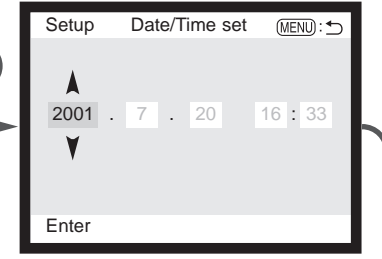 Setup Date/Time set (MENU) : ⮌
2001 . 7 . 20 16 : 33
Enter